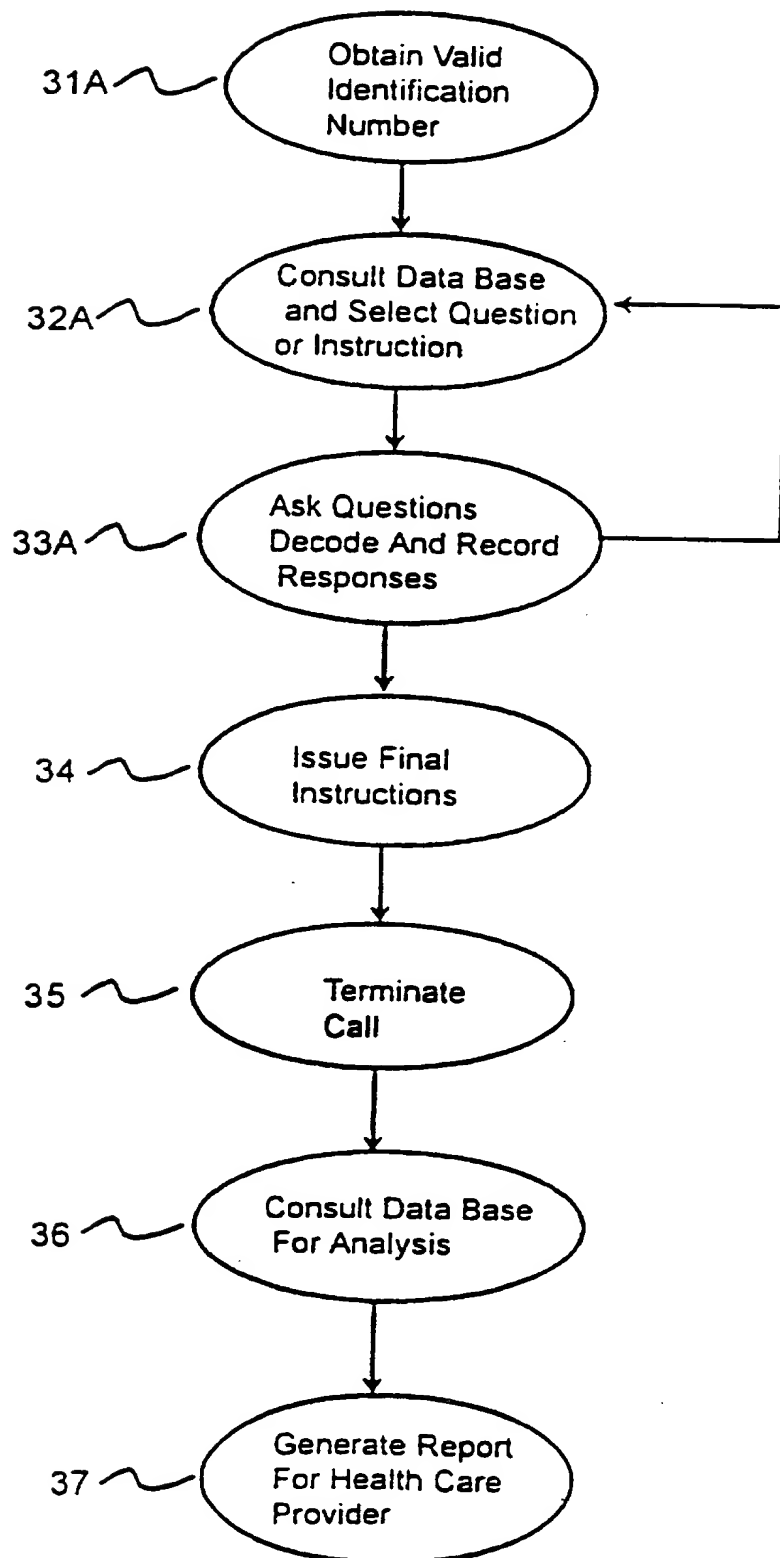 Obtain Valid
31A
Identification
Number
Consult Data Base
and Select Question
32A
or Instruction
Ask Questions
33A
Decode And Record
Responses
34
Issue Final
Instructions
35
Terminate
Call
Consult Data Base
36
For Analysis
Generate Report
37
For Health Care
Provider